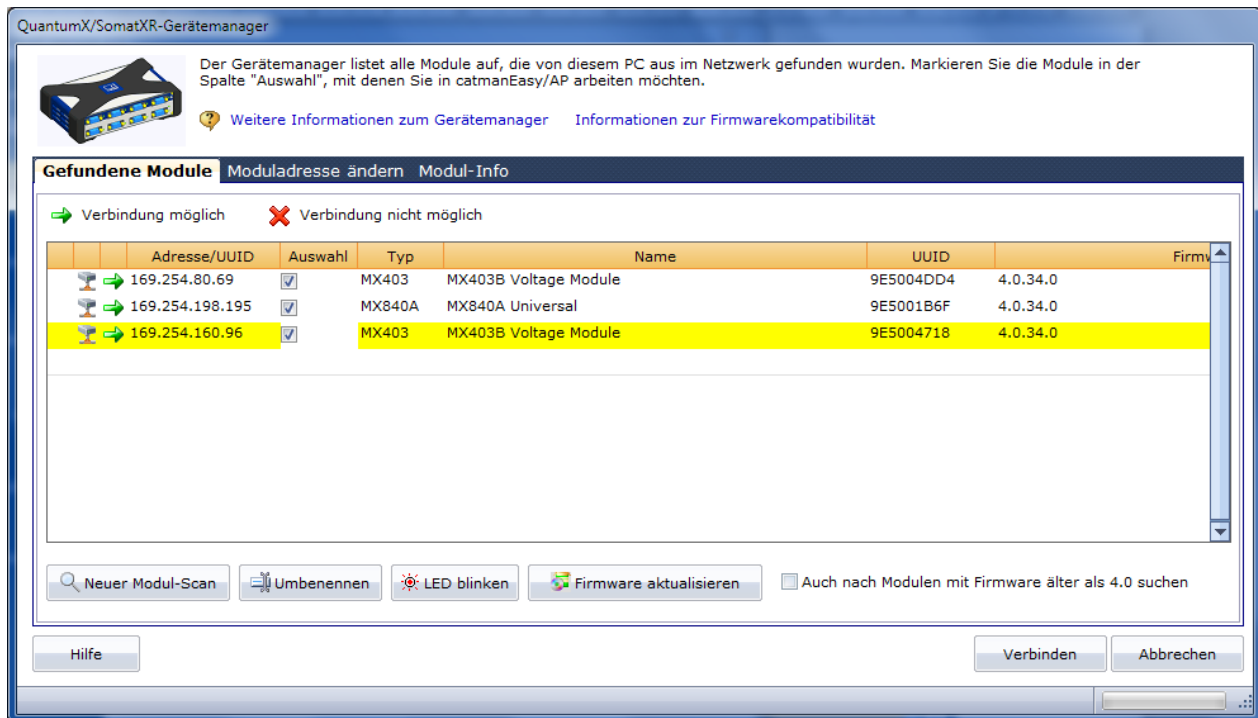 QuantumX/SomatXR-Gerätemanager
Der Gerätemanager listet alle Module auf, die von diesem PC aus im Netzwerk gefunden wurden. Markieren Sie die Module in der
Spalte "Auswahl", mit denen Sie in catmanEasy/AP arbeiten möchten.
Weitere Informationen zum Gerätemanager Informationen zur Firmwarekompatibilität
Gefundene Module Moduladresse ändern Modul-Info
Verbindung möglich Verbindung nicht möglich
Adresse/UUID Auswahl Typ Name UUID Firmw
169.254.80.69 MX403 MX403B Voltage Module 9E5004DD4 4.0.34.0
169.254.198.195 MX840A MX840A Universal 9E5001B6F 4.0.34.0
169.254.160.96 MX403 MX403B Voltage Module 9E5004718 4.0.34.0
Neuer Modul-Scan Umbenennen LED blinken Firmware aktualisieren Auch nach Modulen mit Firmware älter als 4.0 suchen
Hilfe Verbinden Abbrechen